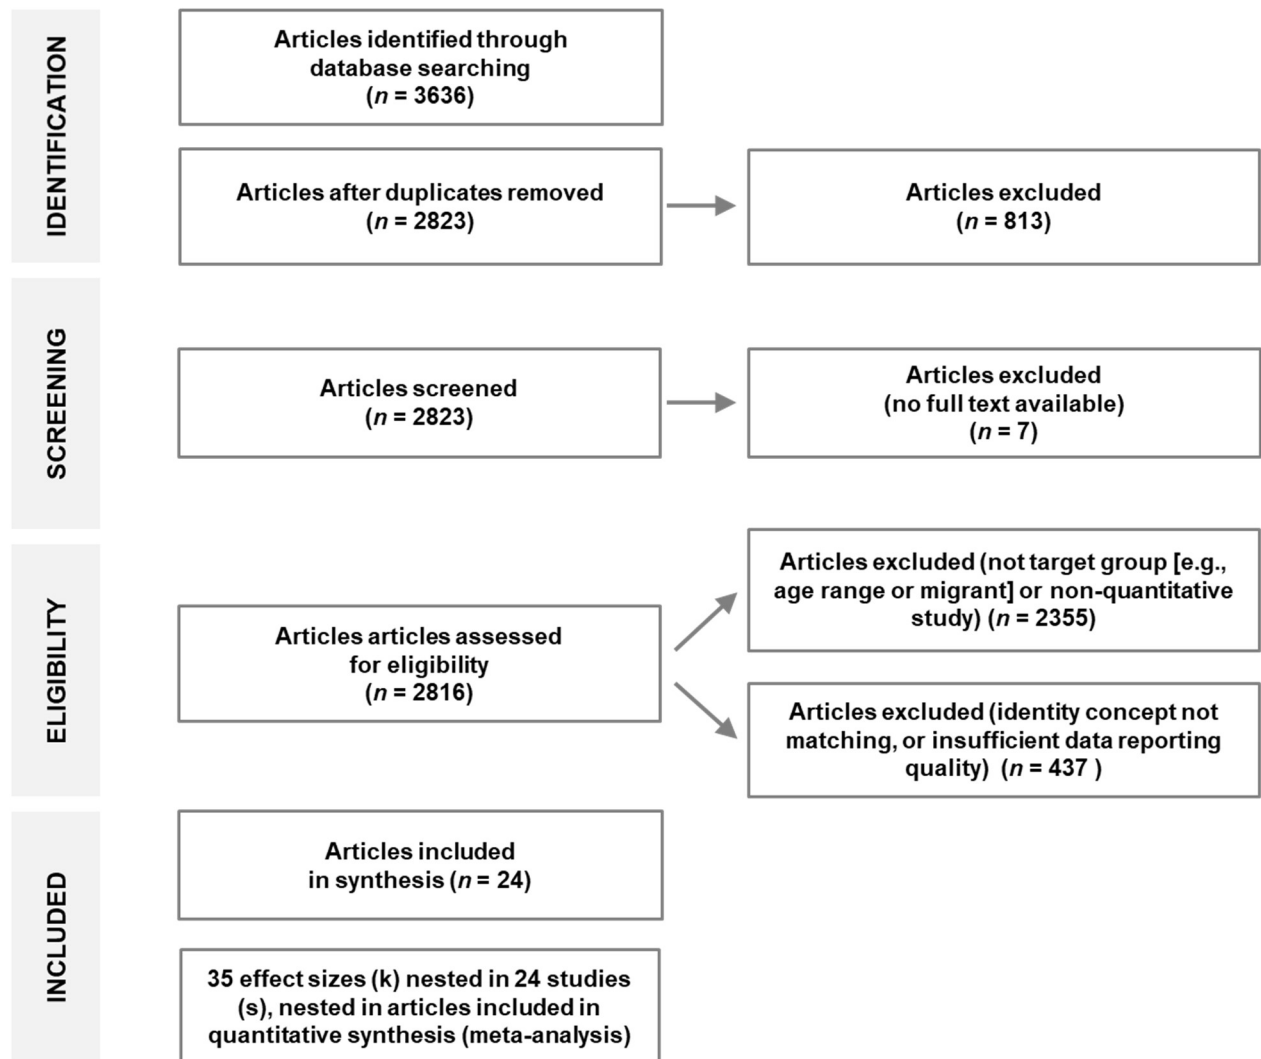 IDENTIFICATION
Articles identified through
database searching
(n = 3636)
Articles after duplicates removed
(n = 2823)
Articles excluded
(n = 813)
SCREENING
Articles screened
(n = 2823)
Articles excluded
(no full text available)
(n = 7)
ELIGIBILITY
Articles articles assessed
for eligibility
(n = 2816)
Articles excluded (not target group [e.g.,
age range or migrant] or non-quantitative
study) (n = 2355)
Articles excluded (identity concept not
matching, or insufficient data reporting
quality) (n = 437 )
INCLUDED
Articles included
in synthesis (n = 24)
35 effect sizes (k) nested in 24 studies
(s), nested in articles included in
quantitative synthesis (meta-analysis)